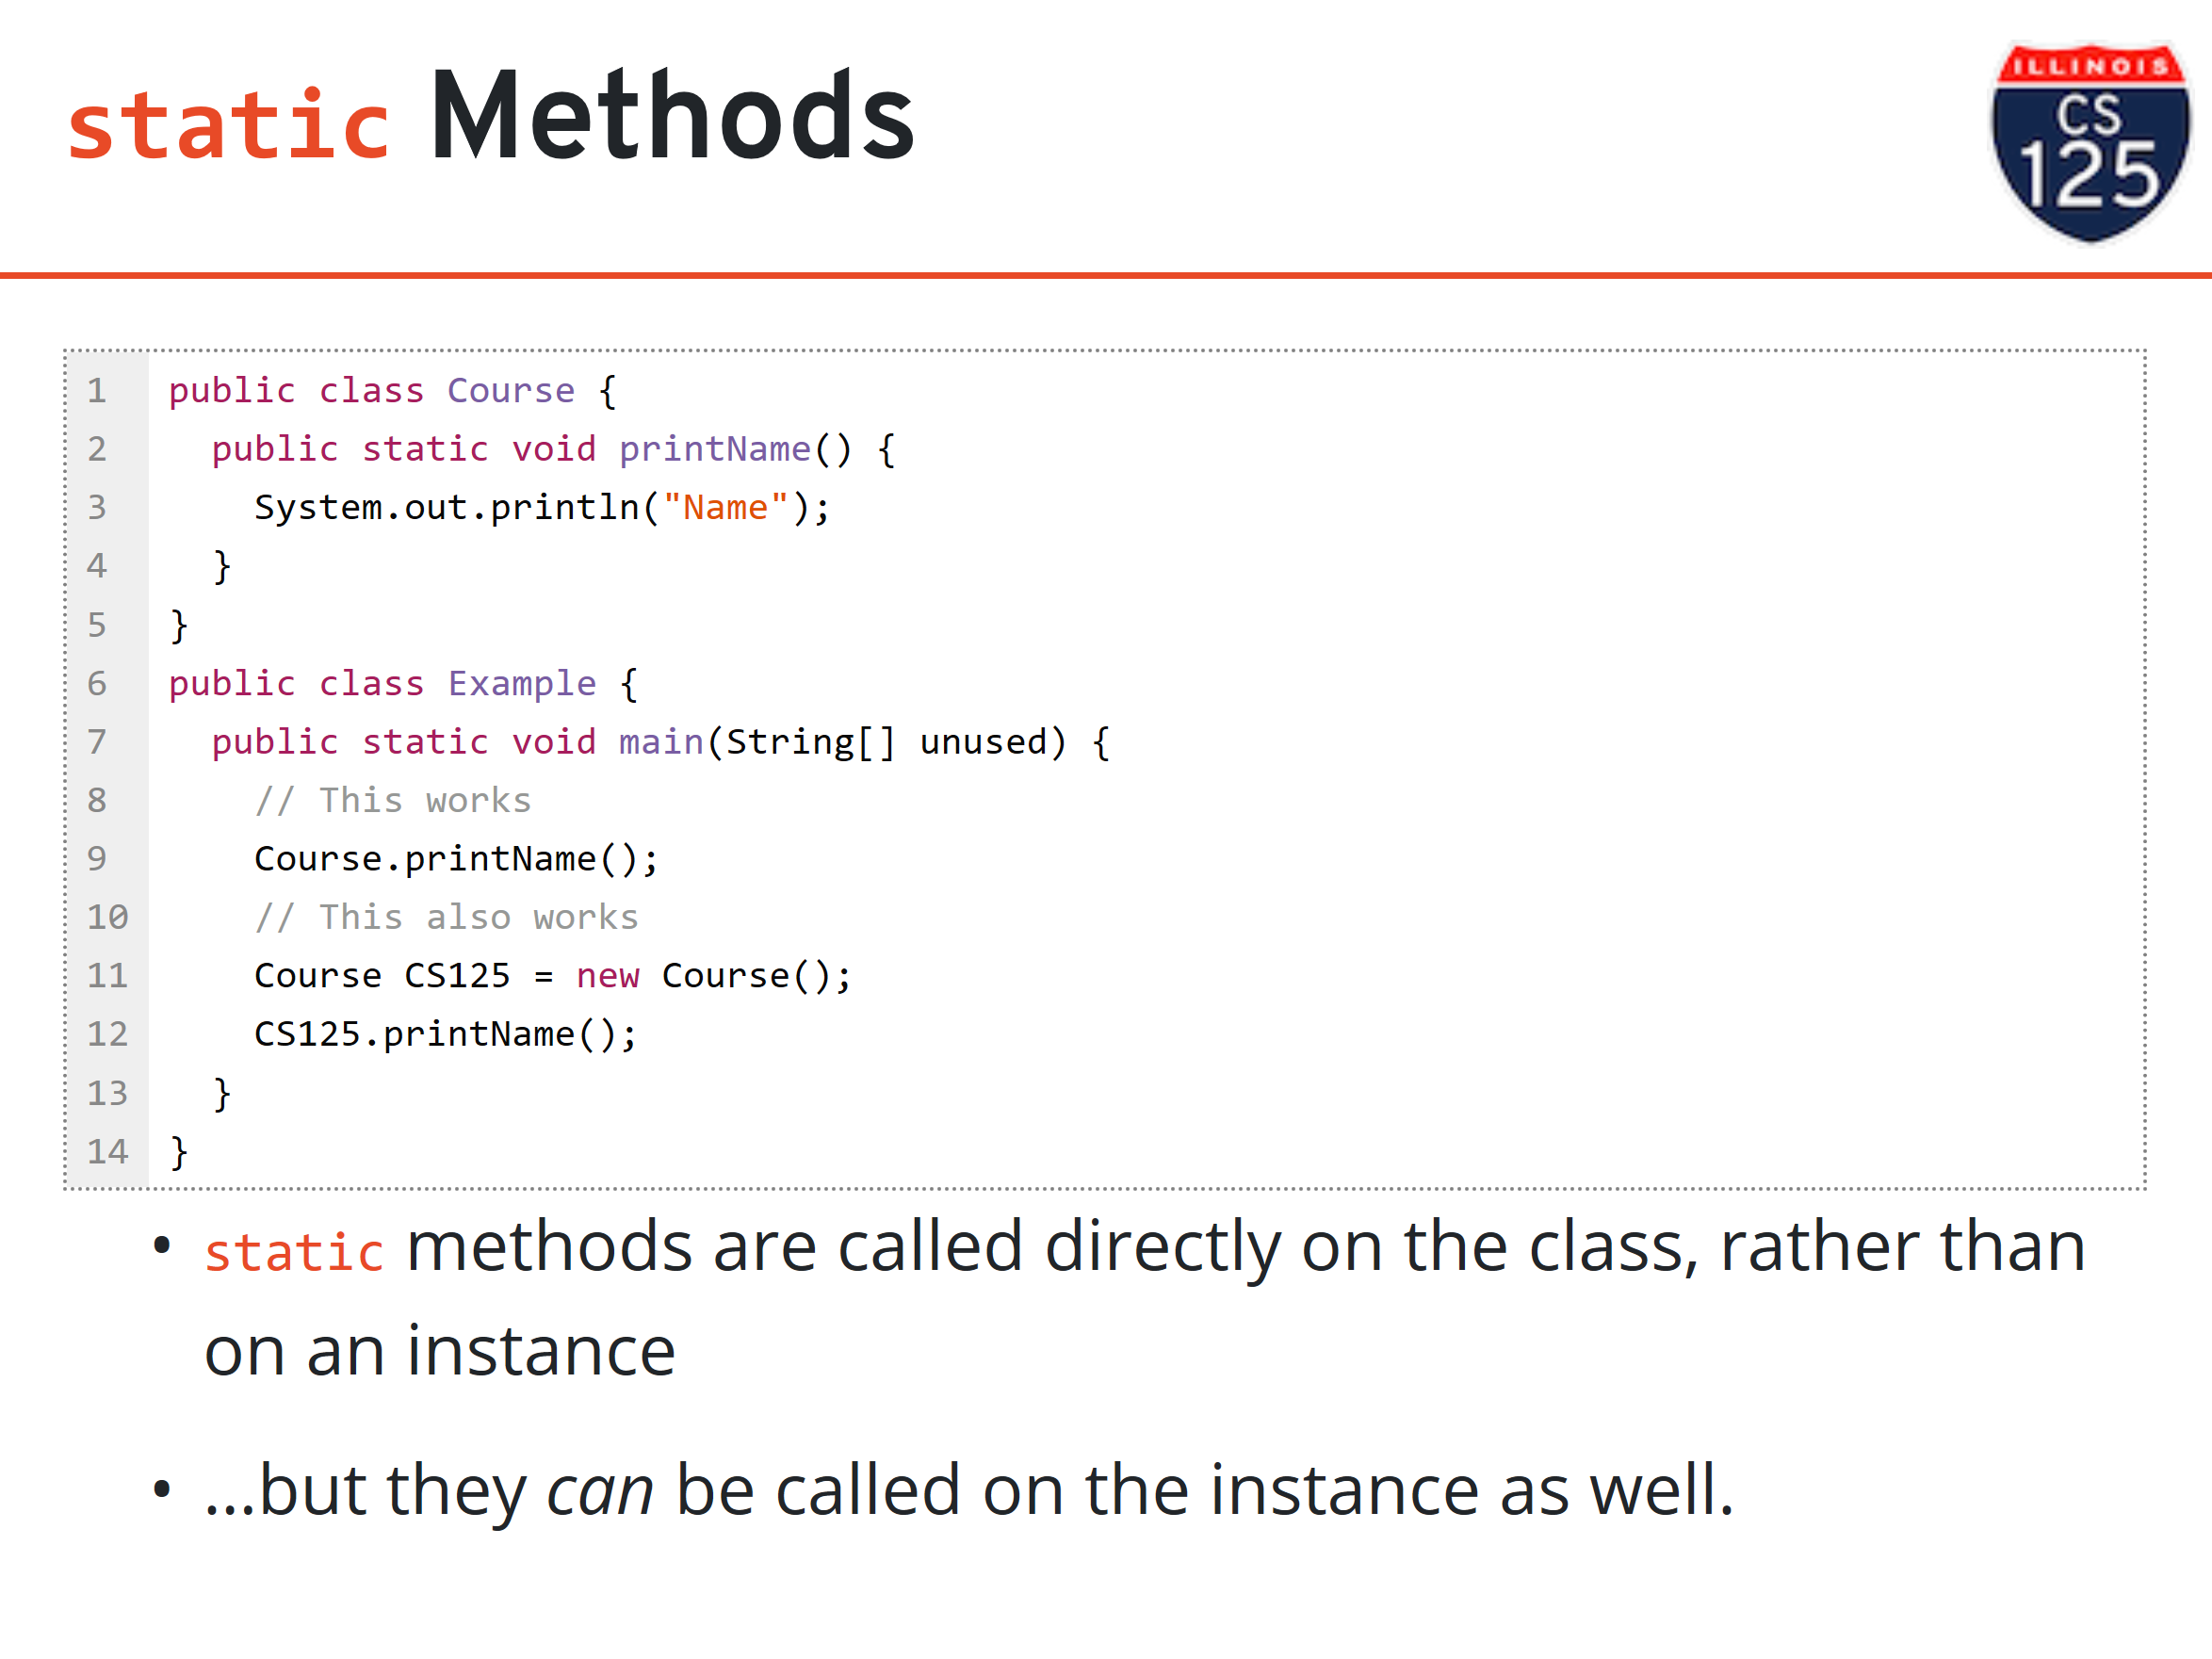 static Methods
ILLINOIS
CS
125
1 public class Course {
2   public static void printName() {
3     System.out.println("Name");
4   }
5 }
6 public class Example {
7   public static void main(String[] unused) {
8     // This works
9     Course.printName();
10     // This also works
11     Course CS125 = new Course();
12     CS125.printName();
13   }
14 }
• static methods are called directly on the class, rather than
on an instance
• …but they can be called on the instance as well.